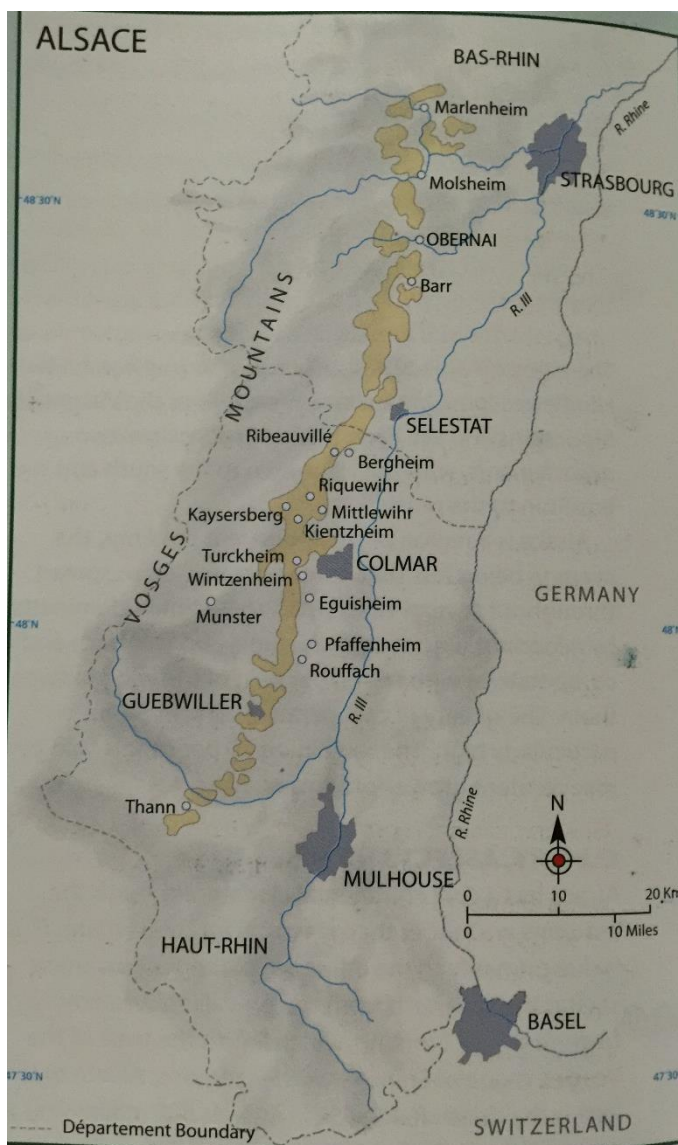 ALSACE
BAS-RHIN
Marlenheim
R. Rhine
Molsheim
STRASBOURG
48°30'N
48°30'N
OBERNAI
Barr
R. Ill
VOSGES MOUNTAINS
SELESTAT
Ribeauvillé
Bergheim
Riquewihr
Kaysersberg
Mittlewihr
Kientzheim
Turckheim
COLMAR
Wintzenheim
Eguisheim
GERMANY
Munster
48°N
48°N
Pfaffenheim
Rouffach
GUEBWILLER
R. Ill
Thann
R. Rhine
N
MULHOUSE
0 10 20 Km
0 10 Miles
HAUT-RHIN
BASEL
47°30'N
47°30'
Département Boundary
SWITZERLAND